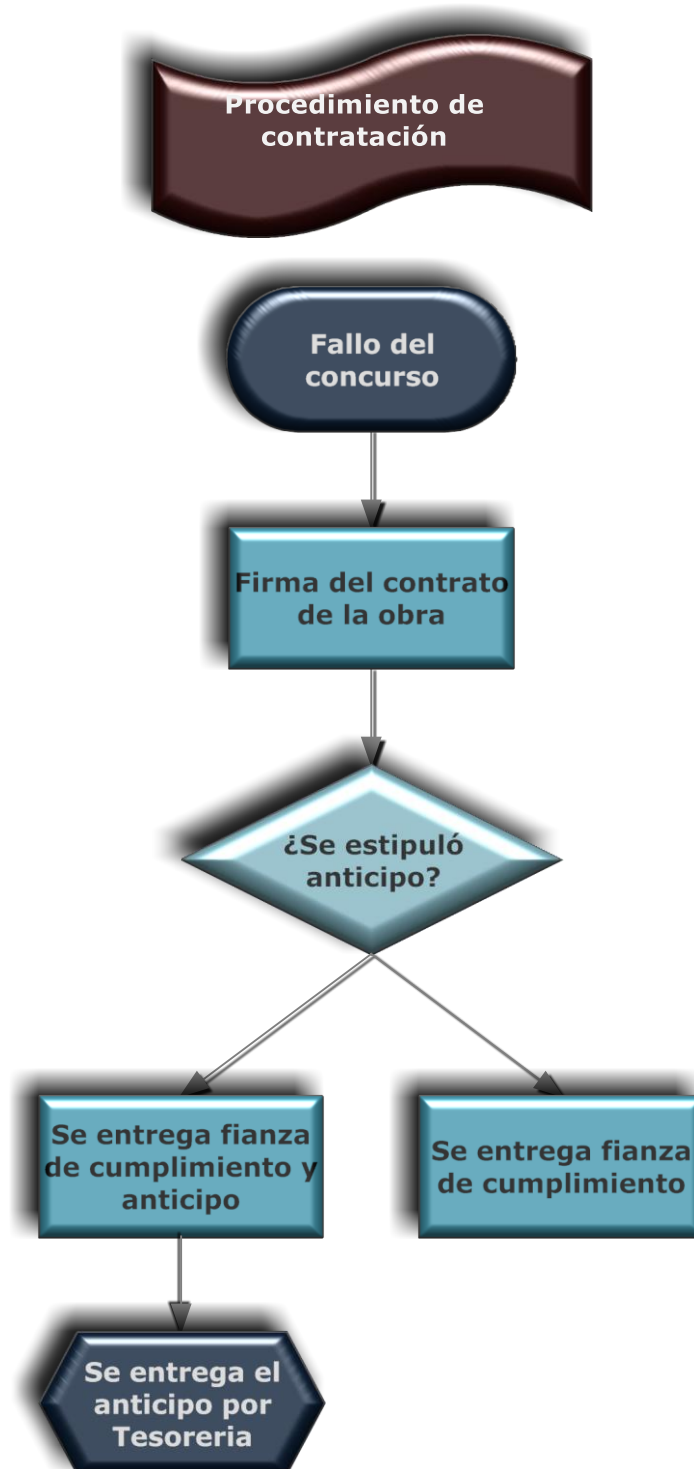 Procedimiento de
contratación
Fallo del
concurso
Firma del contrato
de la obra
¿Se estipuló
anticipo?
Se entrega fianza
de cumplimiento y
anticipo
Se entrega fianza
de cumplimiento
Se entrega el
anticipo por
Tesoreria